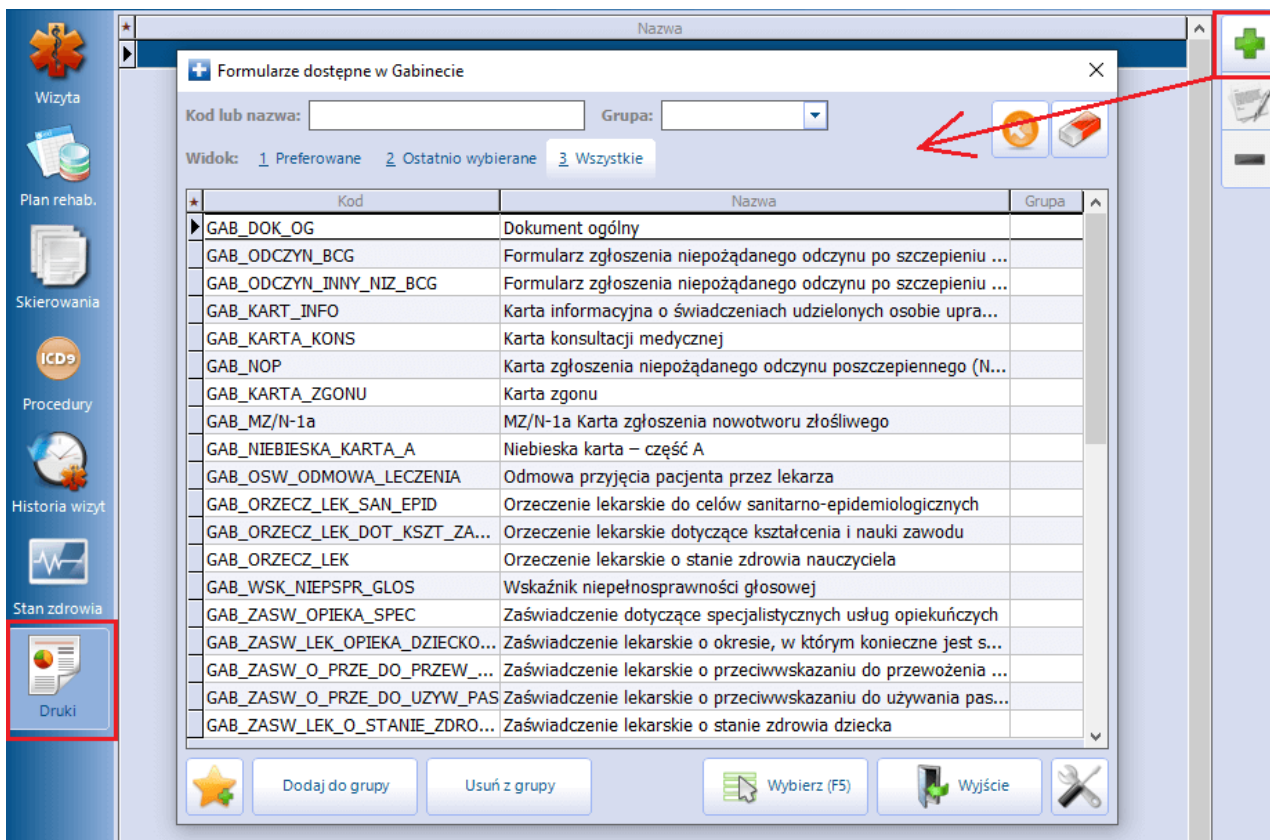 Nazwa
Wizyta
Plan rehab.
Skierowania
ICD9
Procedury
Historia wizyt
Stan zdrowia
Druki
Formularze dostępne w Gabinecie
Kod lub nazwa: Grupa:
Widok: 1 Preferowane 2 Ostatnio wybierane 3 Wszystkie
Kod Nazwa Grupa
GAB_DOK_OG Dokument ogólny
GAB_ODCZYN_BCG Formularz zgłoszenia niepożądanego odczynu po szczepieniu ...
GAB_ODCZYN_INNY_NIZ_BCG Formularz zgłoszenia niepożądanego odczynu po szczepieniu ...
GAB_KART_INFO Karta informacyjna o świadczeniach udzielonych osobie upra...
GAB_KARTA_KONS Karta konsultacji medycznej
GAB_NOP Karta zgłoszenia niepożądanego odczynu poszczepiennego (N...
GAB_KARTA_ZGONU Karta zgonu
GAB_MZ/N-1a MZ/N-1a Karta zgłoszenia nowotworu złośliwego
GAB_NIEBIESKA_KARTA_A Niebieska karta – część A
GAB_OSW_ODMOWA_LECZENIA Odmowa przyjęcia pacjenta przez lekarza
GAB_ORZECZ_LEK_SAN_EPID Orzeczenie lekarskie do celów sanitarno-epidemiologicznych
GAB_ORZECZ_LEK_DOT_KSZT_ZA... Orzeczenie lekarskie dotyczące kształcenia i nauki zawodu
GAB_ORZECZ_LEK Orzeczenie lekarskie o stanie zdrowia nauczyciela
GAB_WSK_NIEPSPR_GLOS Wskaźnik niepełnosprawności głosowej
GAB_ZASW_OPIEKA_SPEC Zaświadczenie dotyczące specjalistycznych usług opiekuńczych
GAB_ZASW_LEK_OPIEKA_DZIECKO... Zaświadczenie lekarskie o okresie, w którym konieczne jest s...
GAB_ZASW_O_PRZE_DO_PRZEW_... Zaświadczenie lekarskie o przeciwwskazaniu do przewożenia ...
GAB_ZASW_O_PRZE_DO_UZYW_PAS Zaświadczenie lekarskie o przeciwwskazaniu do używania pas...
GAB_ZASW_LEK_O_STANIE_ZDRO... Zaświadczenie lekarskie o stanie zdrowia dziecka
Dodaj do grupy Usuń z grupy Wybierz (F5) Wyjście